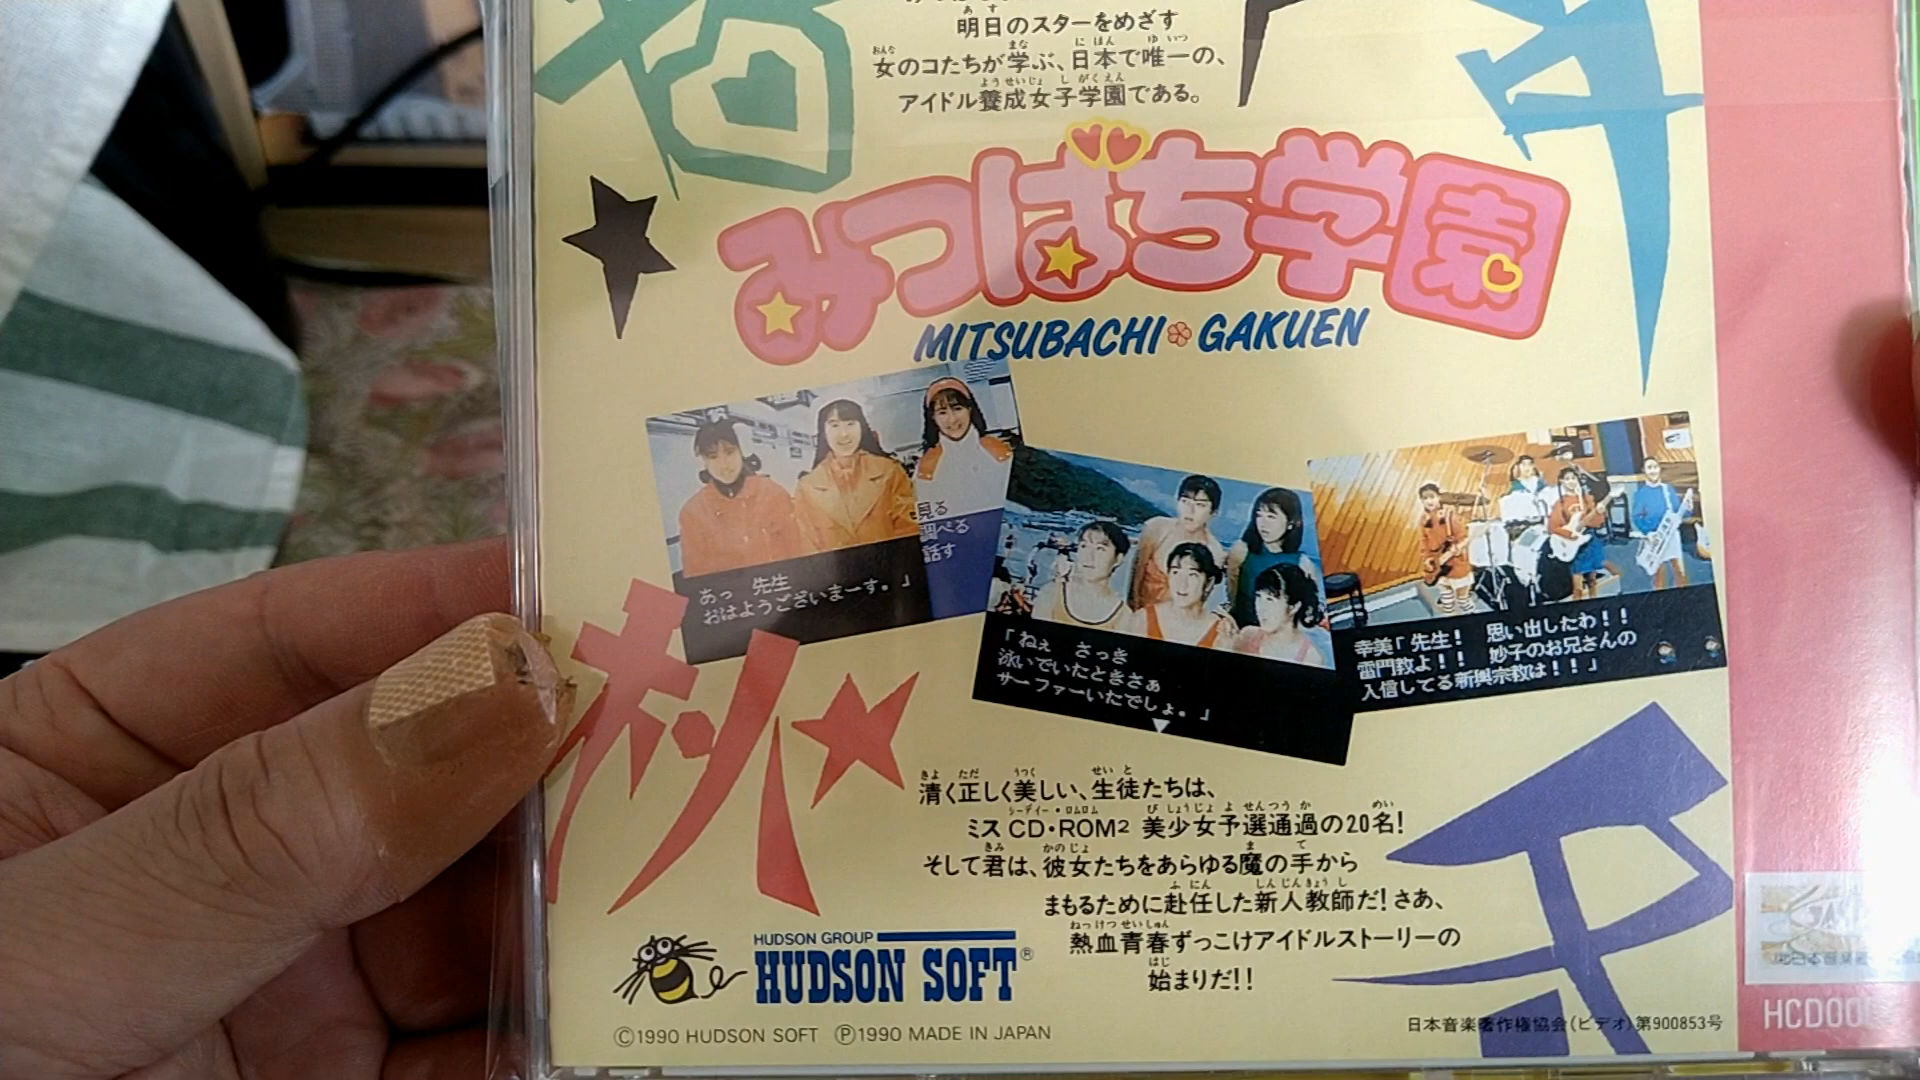 明日のスターをめざす
女のコたちが学ぶ、日本で唯一の、
アイドル養成女子学園である。
みつばち学園
MITSUBACHI GAKUEN
見る
調べる
話す
あっ 先生
おはようございまーす。」
「ねぇ さっき
泳いでいたときさぁ
サーファーいたでしょ。」
幸美「先生! 思い出したわ!!
雷門教よ!! 妙子のお兄さんの
入信してる新興宗教は!!」
秋
清く正しく美しい、生徒たちは、
ミス CD・ROM2 美少女予選通過の20名!
そして君は、彼女たちをあらゆる魔の手から
まもるために赴任した新人教師だ!さあ、
熱血青春ずっこけアイドルストーリーの
始まりだ!!
HUDSON GROUP
HUDSON SOFT®
©1990 HUDSON SOFT ℗1990 MADE IN JAPAN
日本音楽著作権協会(ビデオ)第900853号